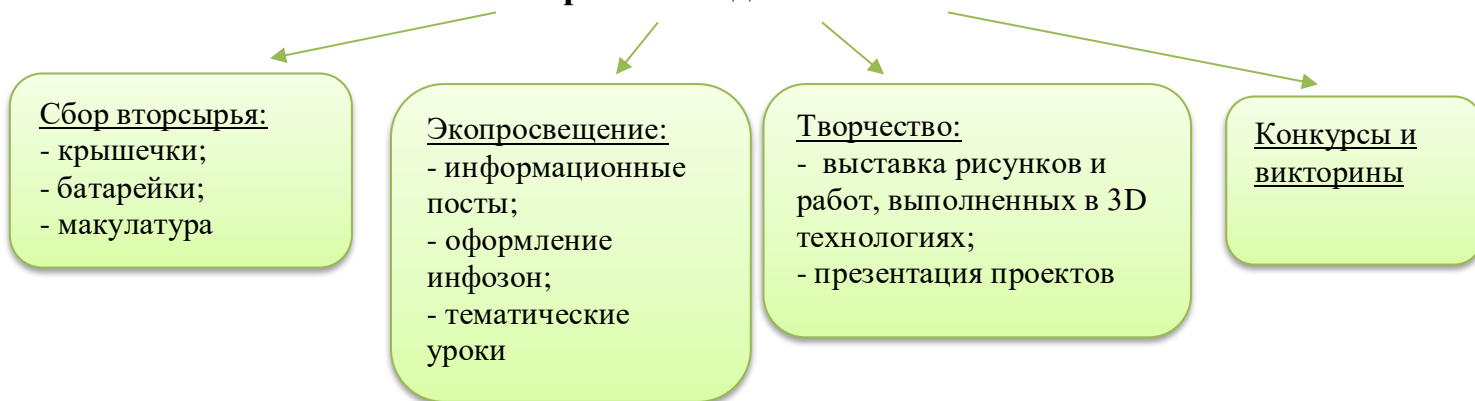 Сбор вторсырья:
- крышечки;
- батарейки;
- макулатура
Экопросвещение:
- информационные
посты;
- оформление
инфозон;
- тематические
уроки
Творчество:
- выставка рисунков и
работ, выполненных в 3D
технологиях;
- презентация проектов
Конкурсы и
викторины